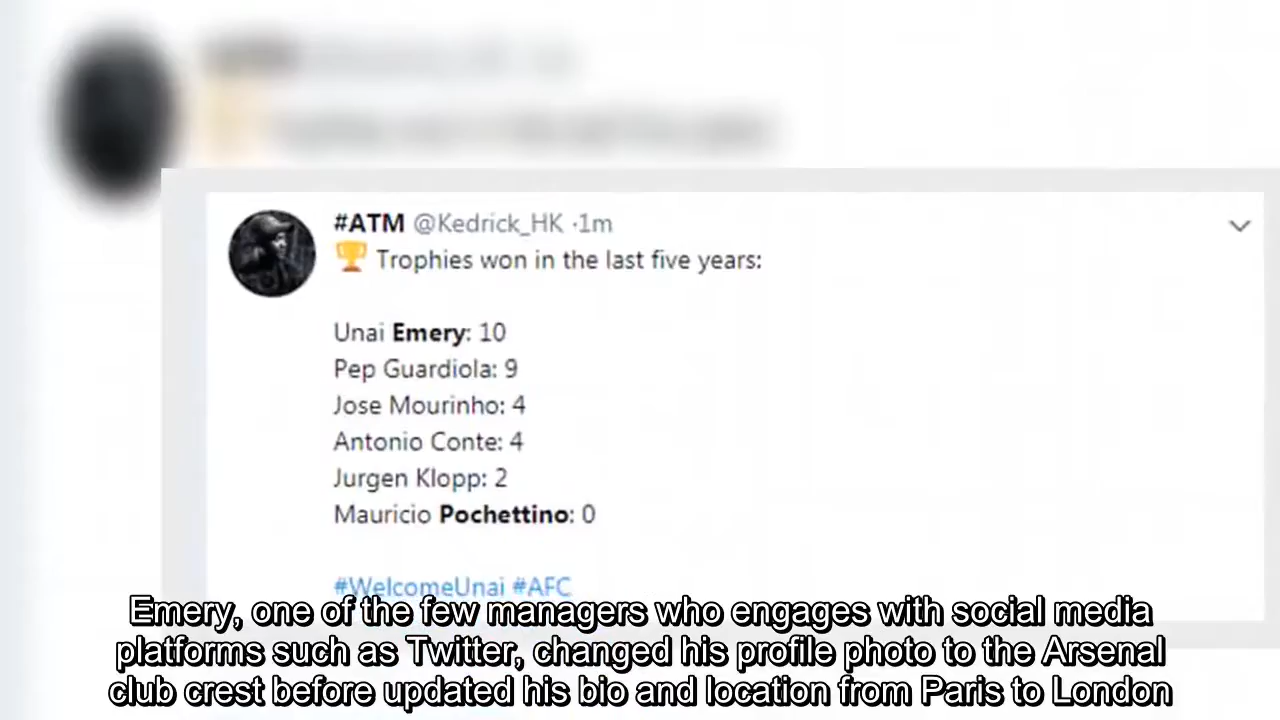 #ATM @Kedrick_HK ·1m
🏆 Trophies won in the last five years:
Unai Emery: 10
Pep Guardiola: 9
Jose Mourinho: 4
Antonio Conte: 4
Jurgen Klopp: 2
Mauricio Pochettino: 0
#WelcomeUnai #AFC
Emery, one of the few managers who engages with social media
platforms such as Twitter, changed his profile photo to the Arsenal
club crest before updated his bio and location from Paris to London